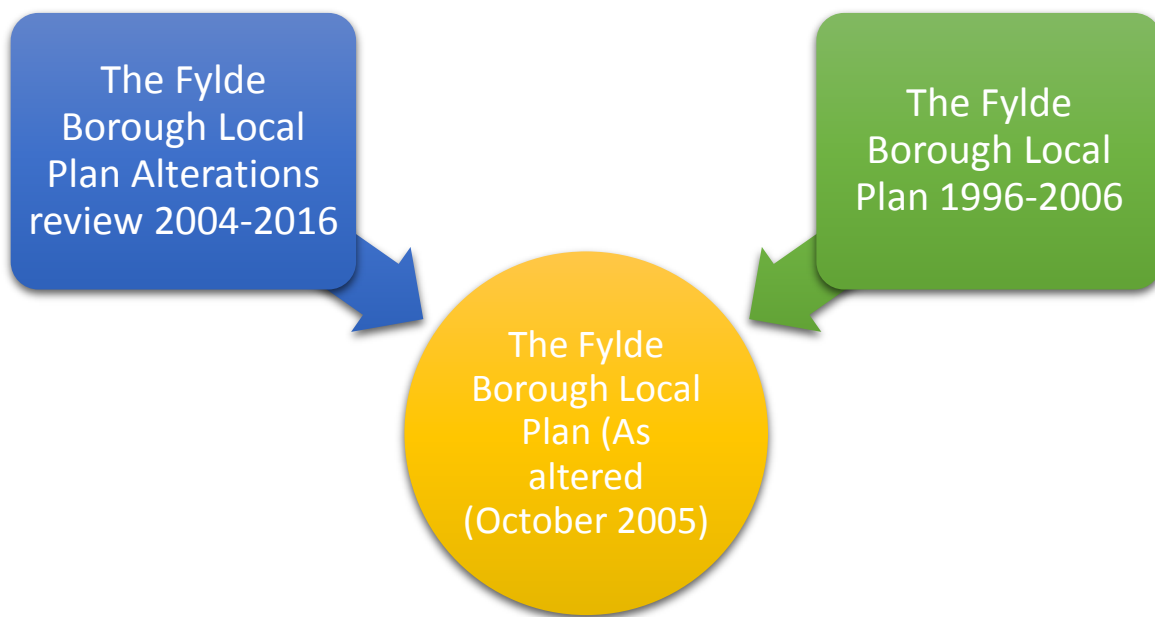 The Fylde
Borough Local
Plan Alterations
review 2004-2016
The Fylde
Borough Local
Plan 1996-2006
The Fylde
Borough Local
Plan (As
altered
(October 2005)